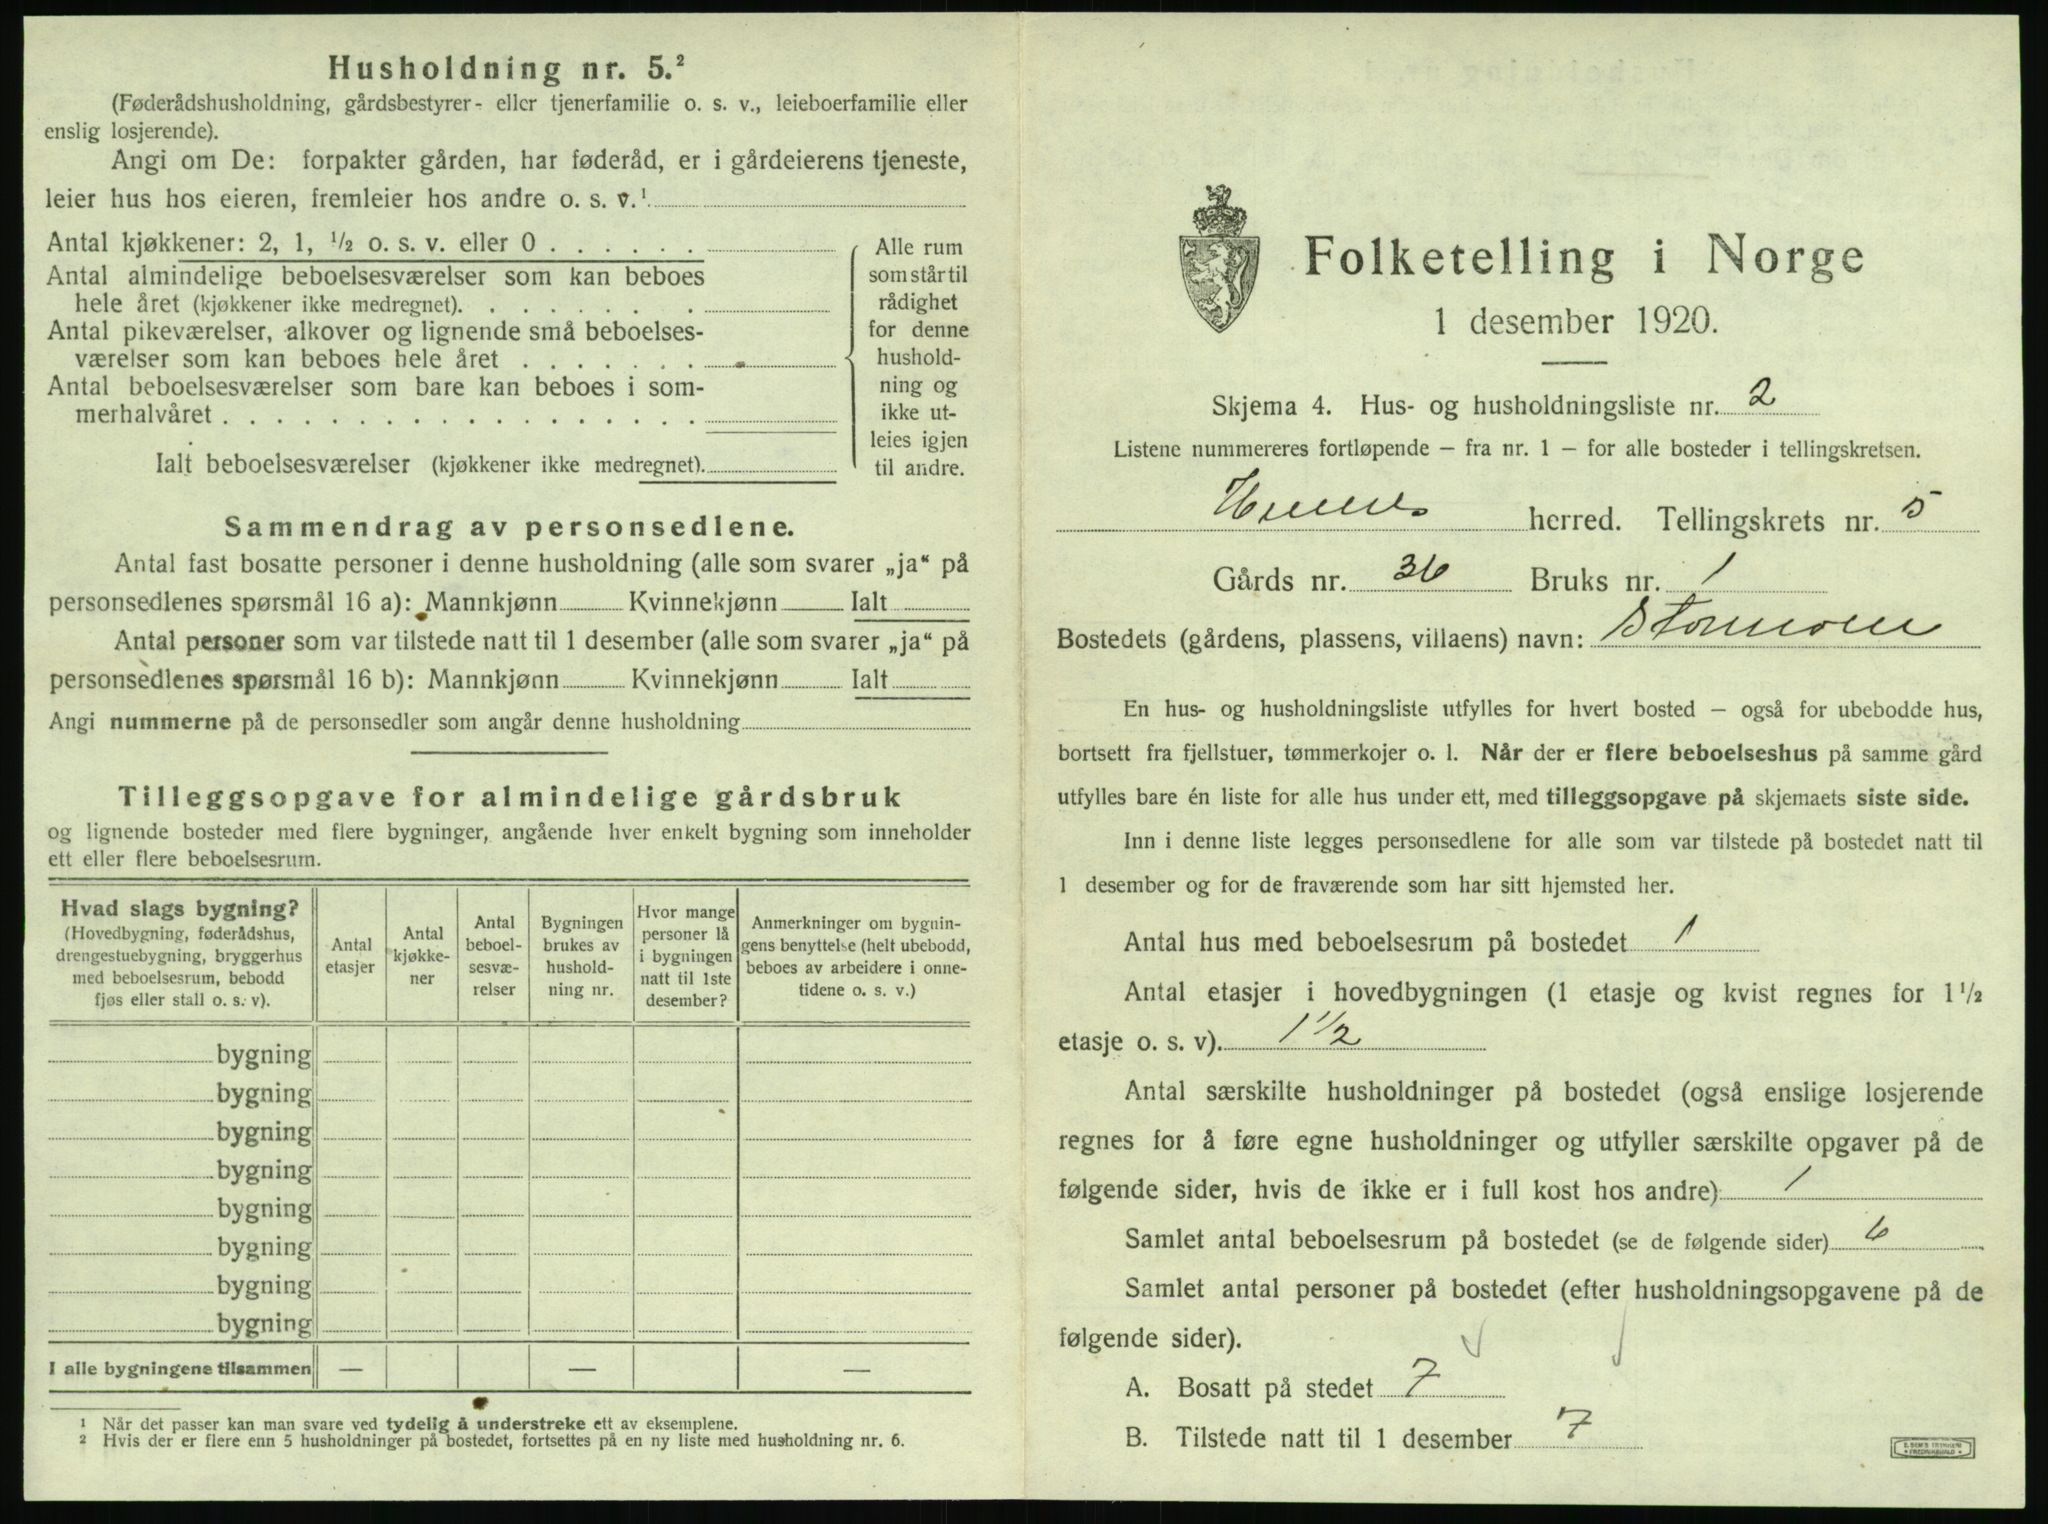 Husholdning nr. 5.²
(Føderådshusholdning, gårdsbestyrer- eller tjenerfamilie o. s. v., leieboerfamilie eller
enslig losjerende).
Angi om De: forpakter gården, har føderåd, er i gårdeierens tjeneste,
leier hus hos eieren, fremleier hos andre o. s. v.¹
Antal kjøkkener: 2, 1, ½ o. s. v. eller 0 . . . . . .
Antal almindelige beboelsesværelser som kan beboes
hele året (kjøkkener ikke medregnet). . . . . . . .
Antal pikeværelser, alkover og lignende små beboelses-
værelser som kan beboes hele året . . . . . . .
Antal beboelsesværelser som bare kan beboes i som-
merhalvåret . . . . . . . . . . . . . . . . . .
Ialt beboelsesværelser (kjøkkener ikke medregnet).
Alle rum
som står til
rådighet
for denne
hushold-
ning og
ikke ut-
leies igjen
til andre.
Sammendrag av personsedlene.
Antal fast bosatte personer i denne husholdning (alle som svarer „ja“ på
personsedlenes spørsmål 16 a): Mannkjønn Kvinnekjønn Ialt
Antal personer som var tilstede natt til 1 desember (alle som svarer „ja“ på
personsedlenes spørsmål 16 b): Mannkjønn Kvinnekjønn Ialt
Angi nummerne på de personsedler som angår denne husholdning
Tilleggsopgave for almindelige gårdsbruk
og lignende bosteder med flere bygninger, angående hver enkelt bygning som inneholder
ett eller flere beboelsesrum.
Hvad slags bygning?
(Hovedbygning, føderådshus,
drengestuebygning, bryggerhus
med beboelsesrum, bebodd
fjøs eller stall o. s. v).
Antal
etasjer
Antal
kjøkke-
ner
Antal
beboel-
sesvæ-
relser
Bygningen
brukes av
hushold-
ning nr.
Hvor mange
personer lå
i bygningen
natt til 1ste
desember?
Anmerkninger om bygnin-
gens benyttelse (helt ubebodd,
beboes av arbeidere i onne-
tidene o. s. v.)
bygning
bygning
bygning
bygning
bygning
bygning
bygning
bygning
I alle bygningene tilsammen — — —
¹ Når det passer kan man svare ved tydelig å understreke ett av eksemplene.
² Hvis der er flere enn 5 husholdninger på bostedet, fortsettes på en ny liste med husholdning nr. 6.
Folketelling i Norge
1 desember 1920.
Skjema 4. Hus- og husholdningsliste nr. 2
Listene nummereres fortløpende – fra nr. 1 – for alle bosteder i tellingskretsen.
herred. Tellingskrets nr. 5
Gårds nr. 36 Bruks nr. 1
Bostedets (gårdens, plassens, villaens) navn:
En hus- og husholdningsliste utfylles for hvert bosted – også for ubebodde hus,
bortsett fra fjellstuer, tømmerkojer o. l. Når der er flere beboelseshus på samme gård
utfylles bare én liste for alle hus under ett, med tilleggsopgave på skjemaets siste side.
Inn i denne liste legges personsedlene for alle som var tilstede på bostedet natt til
1 desember og for de fraværende som har sitt hjemsted her.
Antal hus med beboelsesrum på bostedet 1
Antal etasjer i hovedbygningen (1 etasje og kvist regnes for 1½
etasje o. s. v). 1½
Antal særskilte husholdninger på bostedet (også enslige losjerende
regnes for å føre egne husholdninger og utfyller særskilte opgaver på de
følgende sider, hvis de ikke er i full kost hos andre) 1
Samlet antal beboelsesrum på bostedet (se de følgende sider) 6
Samlet antal personer på bostedet (efter husholdningsopgavene på de
følgende sider).
A. Bosatt på stedet 7
B. Tilstede natt til 1 desember 7